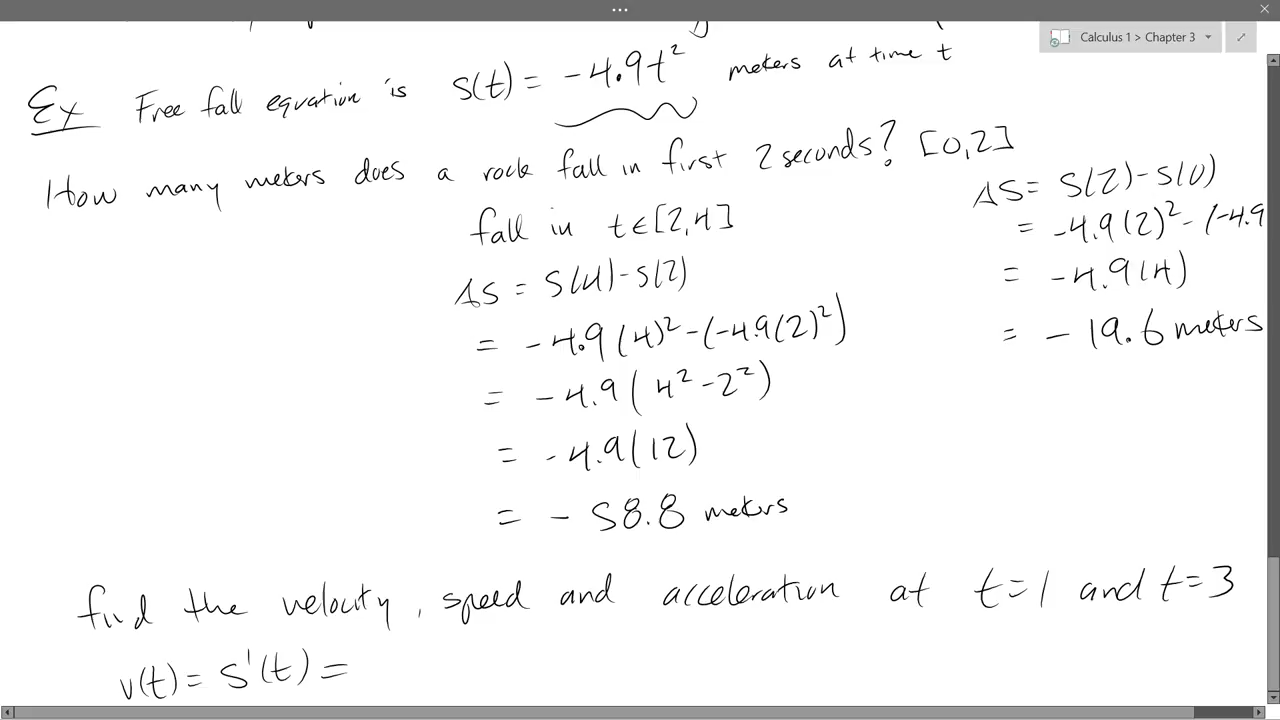 Calculus 1 > Chapter 3
Ex Free fall equation is s(t) = -4.9t² meters at time t
How many meters does a rock fall in first 2 seconds? [0,2]
fall in t∈[2,4]
ΔS = S(4)-S(2)
= -4.9(4)²-(-4.9(2)²)
= -4.9(4²-2²)
= -4.9(12)
= -58.8 meters
ΔS = S(2)-S(0)
= -4.9(2)²-(-4.9
= -4.9(4)
= -19.6 meters
find the velocity, speed and acceleration at t=1 and t=3
v(t) = s'(t) =